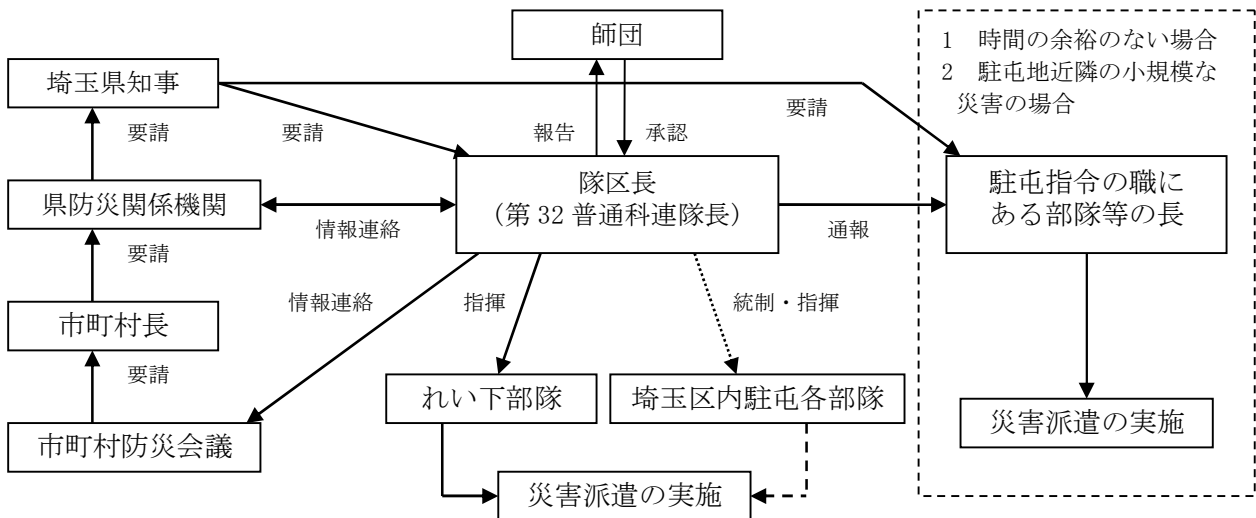 師団
1 時間の余裕のない場合
2 駐屯地近隣の小規模な
災害の場合
埼玉県知事
要請
要請
要請
報告
承認
県防災関係機関
情報連絡
隊区長
(第 32 普通科連隊長)
通報
駐屯指令の職に
ある部隊等の長
要請
情報連絡
指揮
統制・指揮
市町村長
要請
れい下部隊
埼玉区内駐屯各部隊
市町村防災会議
災害派遣の実施
災害派遣の実施